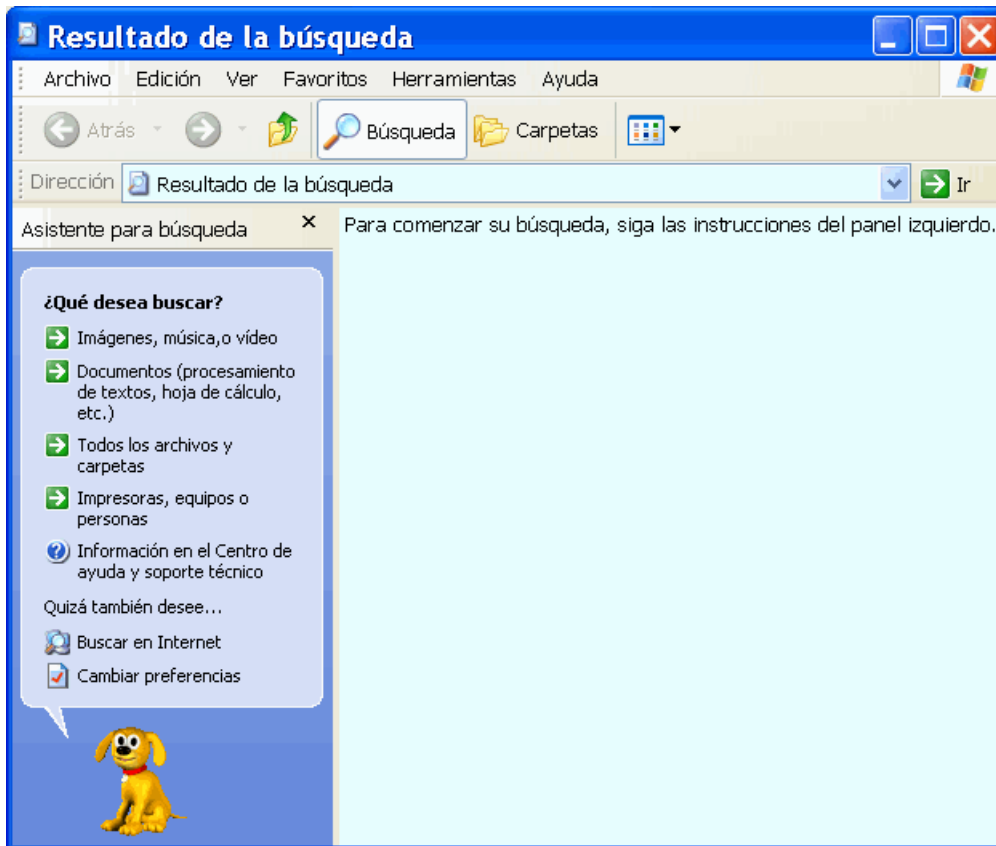 Resultado de la búsqueda
Archivo Edición Ver Favoritos Herramientas Ayuda
Atrás Búsqueda Carpetas
Dirección Resultado de la búsqueda Ir
Asistente para búsqueda
Para comenzar su búsqueda, siga las instrucciones del panel izquierdo.
¿Qué desea buscar?
Imágenes, música,o vídeo
Documentos (procesamiento
de textos, hoja de cálculo,
etc.)
Todos los archivos y
carpetas
Impresoras, equipos o
personas
Información en el Centro de
ayuda y soporte técnico
Quizá también desee...
Buscar en Internet
Cambiar preferencias